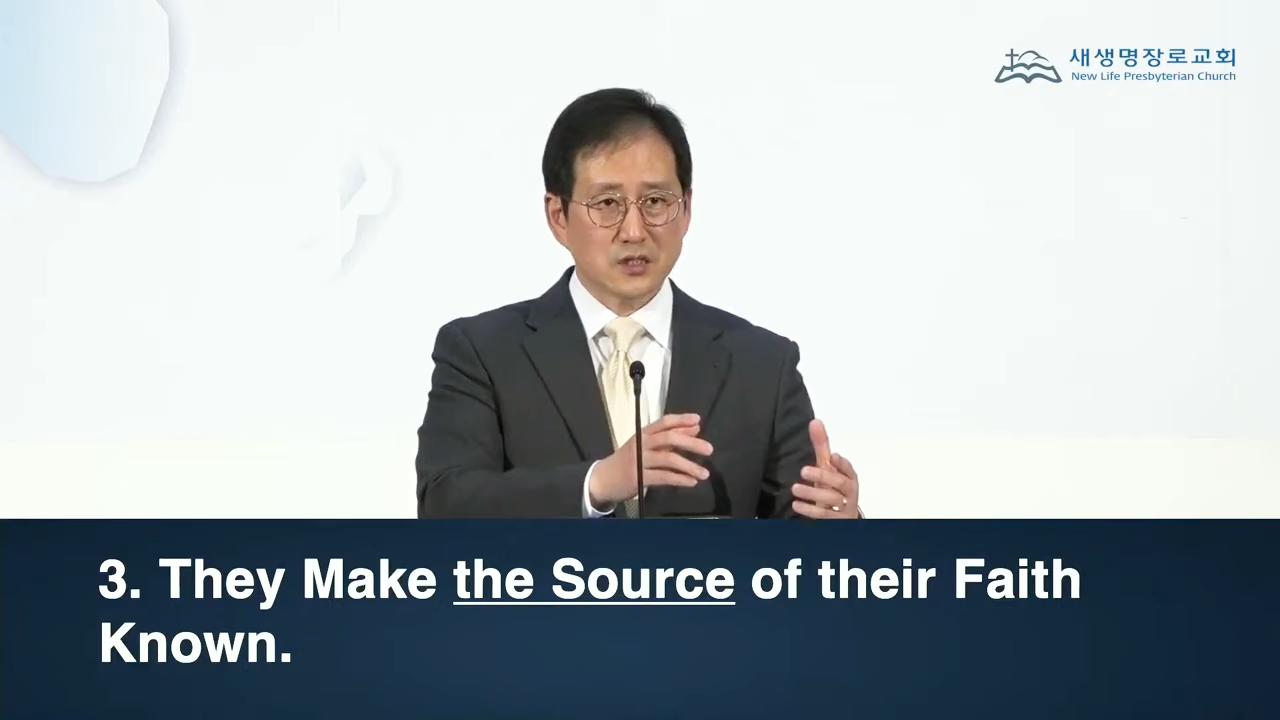 새생명장로교회
New Life Presbyterian Church
3. They Make the Source of their Faith
Known.